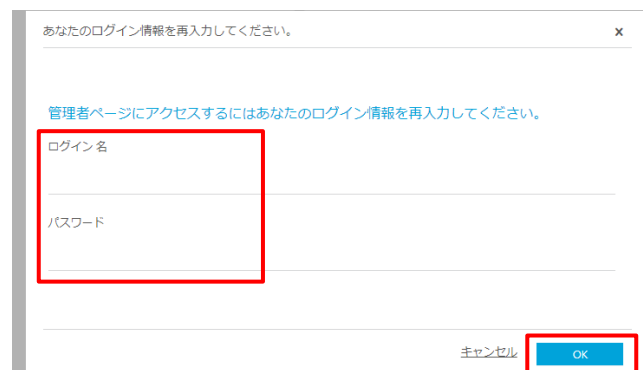 あなたのログイン情報を再入力してください。 x
管理者ページにアクセスするにはあなたのログイン情報を再入力してください。
ログイン 名
パスワード
キャンセル OK